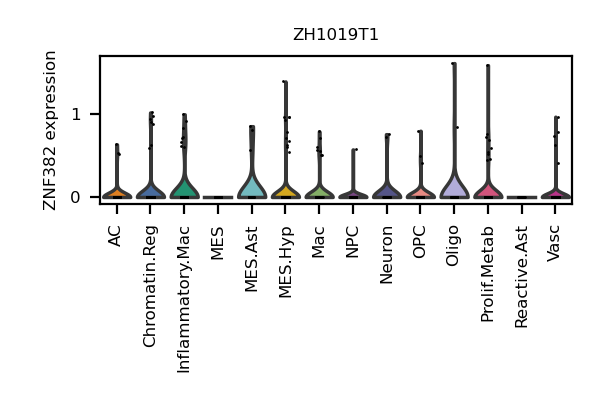 ZH1019T1
ZNF382 expression
1
0
AC
Chromatin.Reg
Inflammatory.Mac
MES
MES.Ast
MES.Hyp
Mac
NPC
Neuron
OPC
Oligo
Prolif.Metab
Reactive.Ast
Vasc